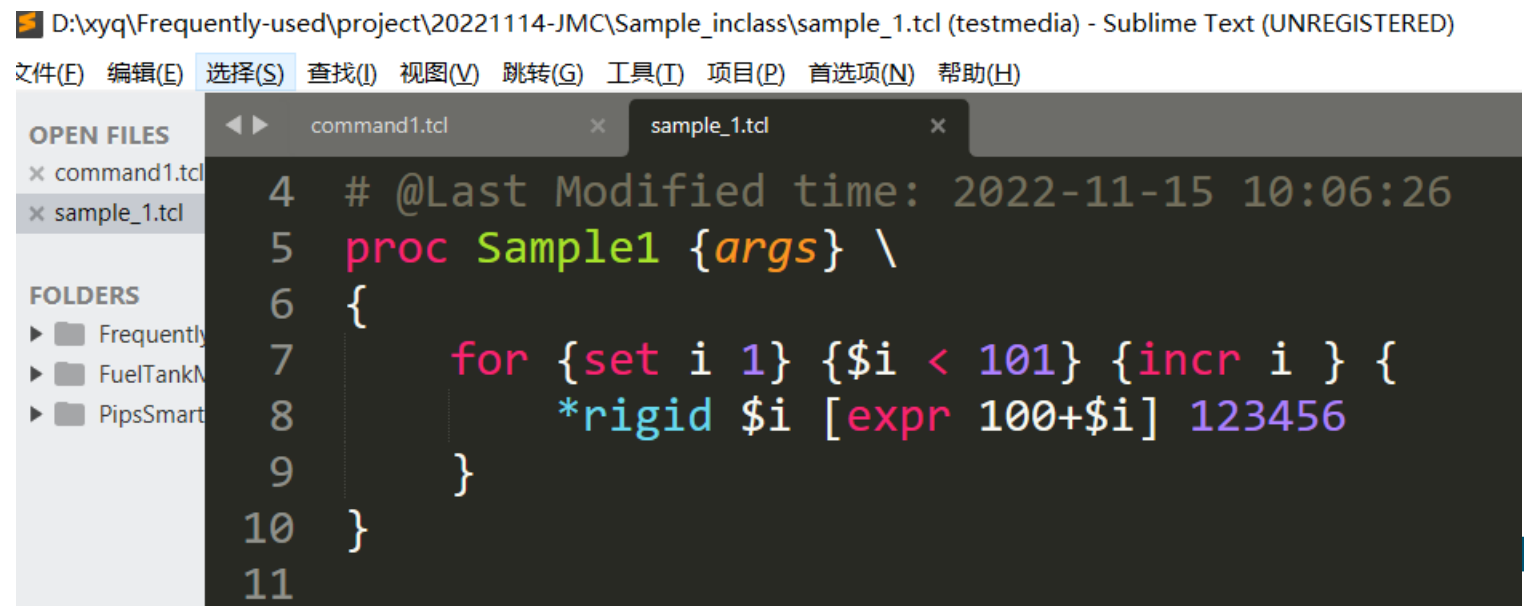 D:\xyq\Frequently-used\project\20221114-JMC\Sample_inclass\sample_1.tcl (testmedia) - Sublime Text (UNREGISTERED)
文件(F) 编辑(E) 选择(S) 查找(I) 视图(V) 跳转(G) 工具(T) 项目(P) 首选项(N) 帮助(H)
OPEN FILES
command1.tcl
sample_1.tcl
FOLDERS
Frequently
FuelTankM
PipsSmart
command1.tcl sample_1.tcl
4 # @Last Modified time: 2022-11-15 10:06:26
5 proc Sample1 {args} \
6 {
7 for {set i 1} {$i < 101} {incr i } {
8 *rigid $i [expr 100+$i] 123456
9 }
10 }
11